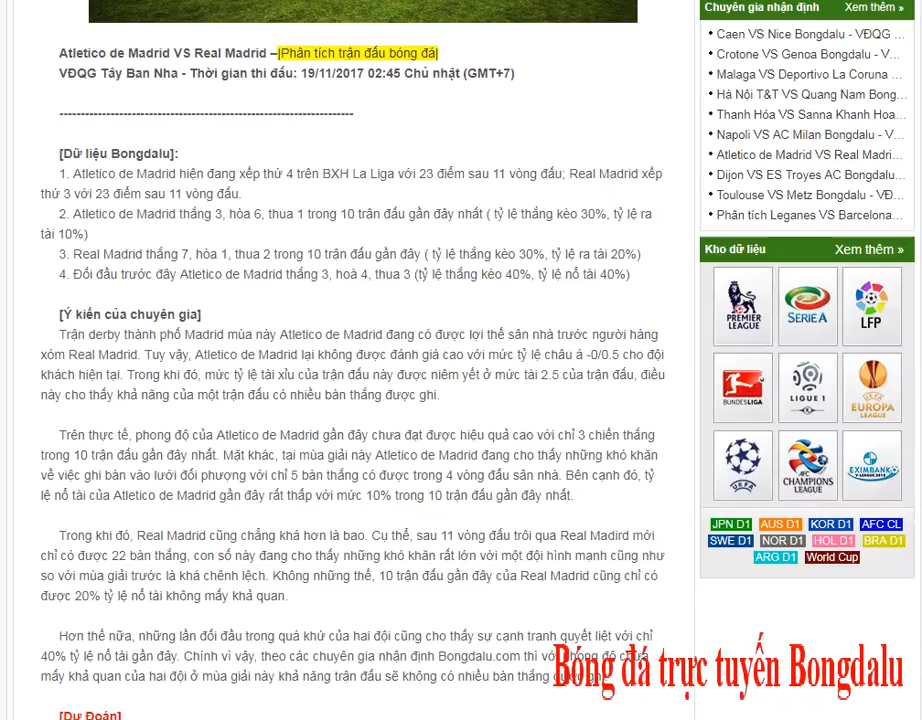 Atletico de Madrid VS Real Madrid –|Phân tích trận đấu bóng đá|
VĐQG Tây Ban Nha - Thời gian thi đấu: 19/11/2017 02:45 Chủ nhật (GMT+7)
--------------------------------------------------------------------
[Dữ liệu Bongdalu]:
1. Atletico de Madrid hiện đang xếp thứ 4 trên BXH La Liga với 23 điểm sau 11 vòng đấu; Real Madrid xếp
thứ 3 với 23 điểm sau 11 vòng đấu.
2. Atletico de Madrid thắng 3, hòa 6, thua 1 trong 10 trận đấu gần đây nhất ( tỷ lệ thắng kèo 30%, tỷ lệ ra
tài 10%)
3. Real Madrid thắng 7, hòa 1, thua 2 trong 10 trận đấu gần đây ( tỷ lệ thắng kèo 30%, tỷ lệ ra tài 20%)
4. Đối đầu trước đây Atletico de Madrid thắng 3, hoà 4, thua 3 (tỷ lệ thắng kèo 40%, tỷ lệ nổ tài 40%)
[Ý kiến của chuyên gia]
Trận derby thành phố Madrid mùa này Atletico de Madrid đang có được lợi thế sân nhà trước người hàng
xóm Real Madrid. Tuy vậy, Atletico de Madrid lại không được đánh giá cao với mức tỷ lệ châu á -0/0.5 cho đội
khách hiện tại. Trong khi đó, mức tỷ lệ tài xỉu của trận đấu này được niêm yết ở mức tài 2.5 của trận đấu, điều
này cho thấy khả năng của một trận đấu có nhiều bàn thắng được ghi.
Trên thực tế, phong độ của Atletico de Madrid gần đây chưa đạt được hiệu quả cao với chỉ 3 chiến thắng
trong 10 trận đấu gần đây nhất. Mặt khác, tại mùa giải này Atletico de Madrid đang cho thấy những khó khăn
về việc ghi bàn vào lưới đối phương với chỉ 5 bàn thắng có được trong 4 vòng đấu sân nhà. Bên cạnh đó, tỷ
lệ nổ tài của Atletico de Madrid gần đây rất thấp với mức 10% trong 10 trận đấu gần đây nhất.
Trong khi đó, Real Madrid cũng chẳng khá hơn là bao. Cụ thể, sau 11 vòng đấu trôi qua Real Madird mới
chỉ có được 22 bàn thắng, con số này đang cho thấy những khó khăn rất lớn với một đội hình mạnh cũng như
so với mùa giải trước là khá chênh lệch. Không những thế, 10 trận đấu gần đây của Real Madrid cũng chỉ có
được 20% tỷ lệ nổ tài không mấy khả quan.
Hơn thế nữa, những lần đối đầu trong quá khứ của hai đội cũng cho thấy sự cạnh tranh quyết liệt với chỉ
40% tỷ lệ nổ tài gần đây. Chính vì vậy, theo các chuyên gia nhận định Bongdalu.com thì với phong độ chưa
mấy khả quan của hai đội ở mùa giải này khả năng trận đấu sẽ không có nhiều bàn thắng được ghi
[Dự Đoán]
Chuyên gia nhận định Xem thêm »
• Caen VS Nice Bongdalu - VĐQG ...
• Crotone VS Genoa Bongdalu - V...
• Malaga VS Deportivo La Coruna ...
• Hà Nội T&T VS Quang Nam Bong...
• Thanh Hóa VS Sanna Khanh Hoa...
• Napoli VS AC Milan Bongdalu - V...
• Atletico de Madrid VS Real Madri...
• Dijon VS ES Troyes AC Bongdalu...
• Toulouse VS Metz Bongdalu - VĐ...
• Phân tích Leganes VS Barcelona...
Kho dữ liệu Xem thêm »
PREMIER LEAGUE SERIE A LFP
BUNDESLIGA LIGUE 1 UEFA EUROPA LEAGUE
UEFA AFC CHAMPIONS LEAGUE EXIMBANK
JPN D1 AUS D1 KOR D1 AFC CL
SWE D1 NOR D1 HOL D1 BRA D1
ARG D1 World Cup
Bóng đá trực tuyến Bongdalu